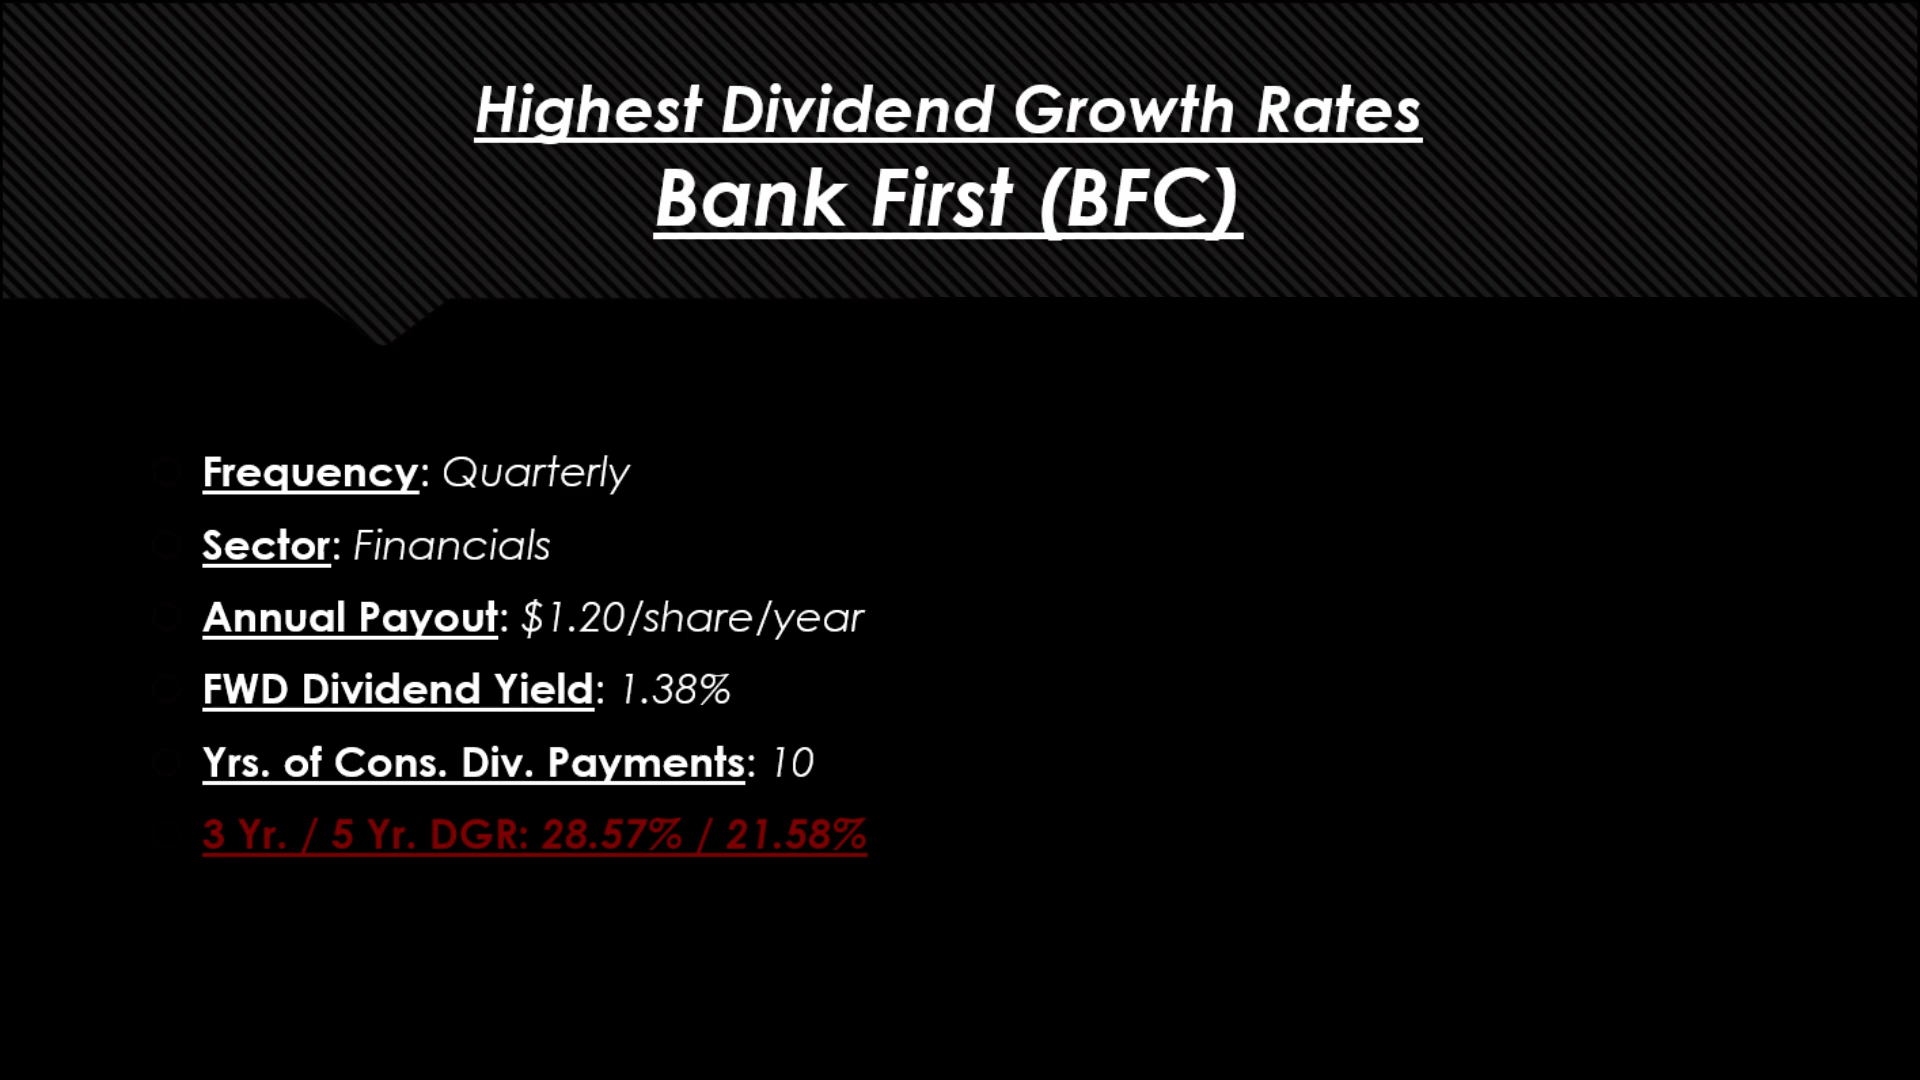 Highest Dividend Growth Rates
Bank First (BFC)
Frequency: Quarterly
Sector: Financials
Annual Payout: $1.20/share/year
FWD Dividend Yield: 1.38%
Yrs. of Cons. Div. Payments: 10
3 Yr. / 5 Yr. DGR: 28.57% / 21.58%